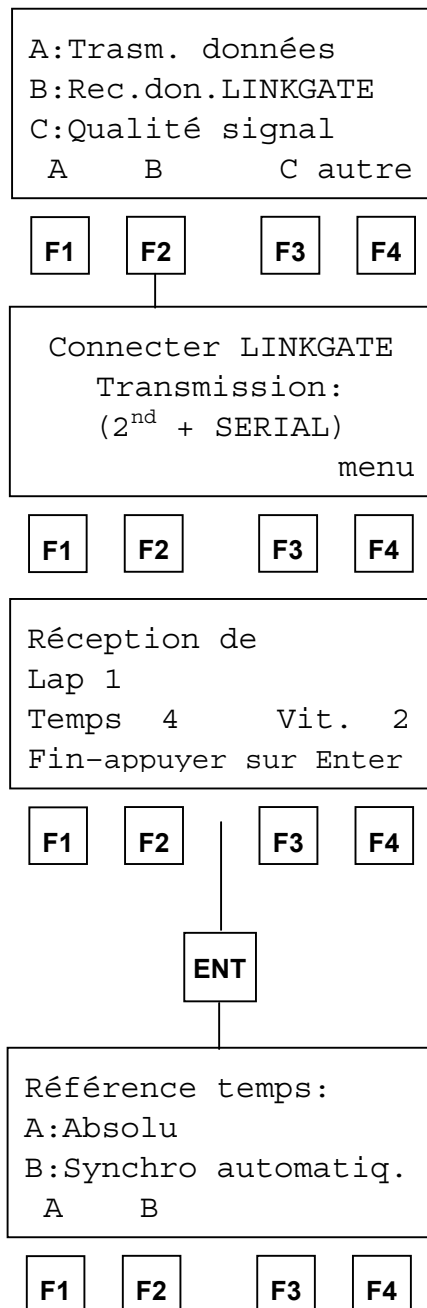 A:Trasm. données
B:Rec.don.LINKGATE
C:Qualité signal
A B C autre
F1 F2 F3 F4
Connecter LINKGATE
Transmission:
(2nd + SERIAL)
menu
F1 F2 F3 F4
Réception de
Lap 1
Temps 4 Vit. 2
Fin-appuyer sur Enter
F1 F2 F3 F4
ENT
Référence temps:
A:Absolu
B:Synchro automatiq.
A B
F1 F2 F3 F4